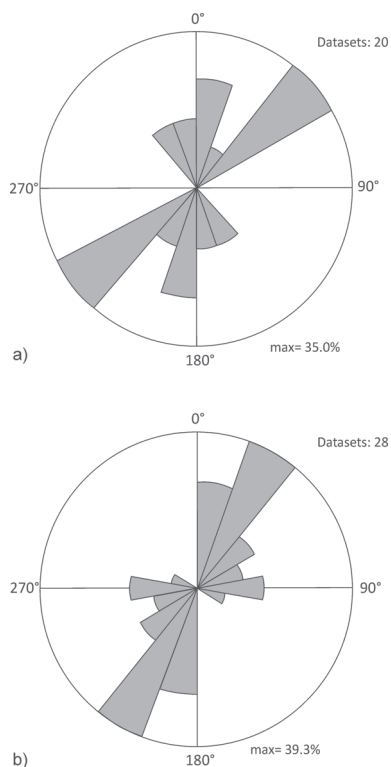 0°
Datasets: 20
270°
90°
180°
max= 35.0%
a)
0°
Datasets: 28
270°
90°
180°
max= 39.3%
b)